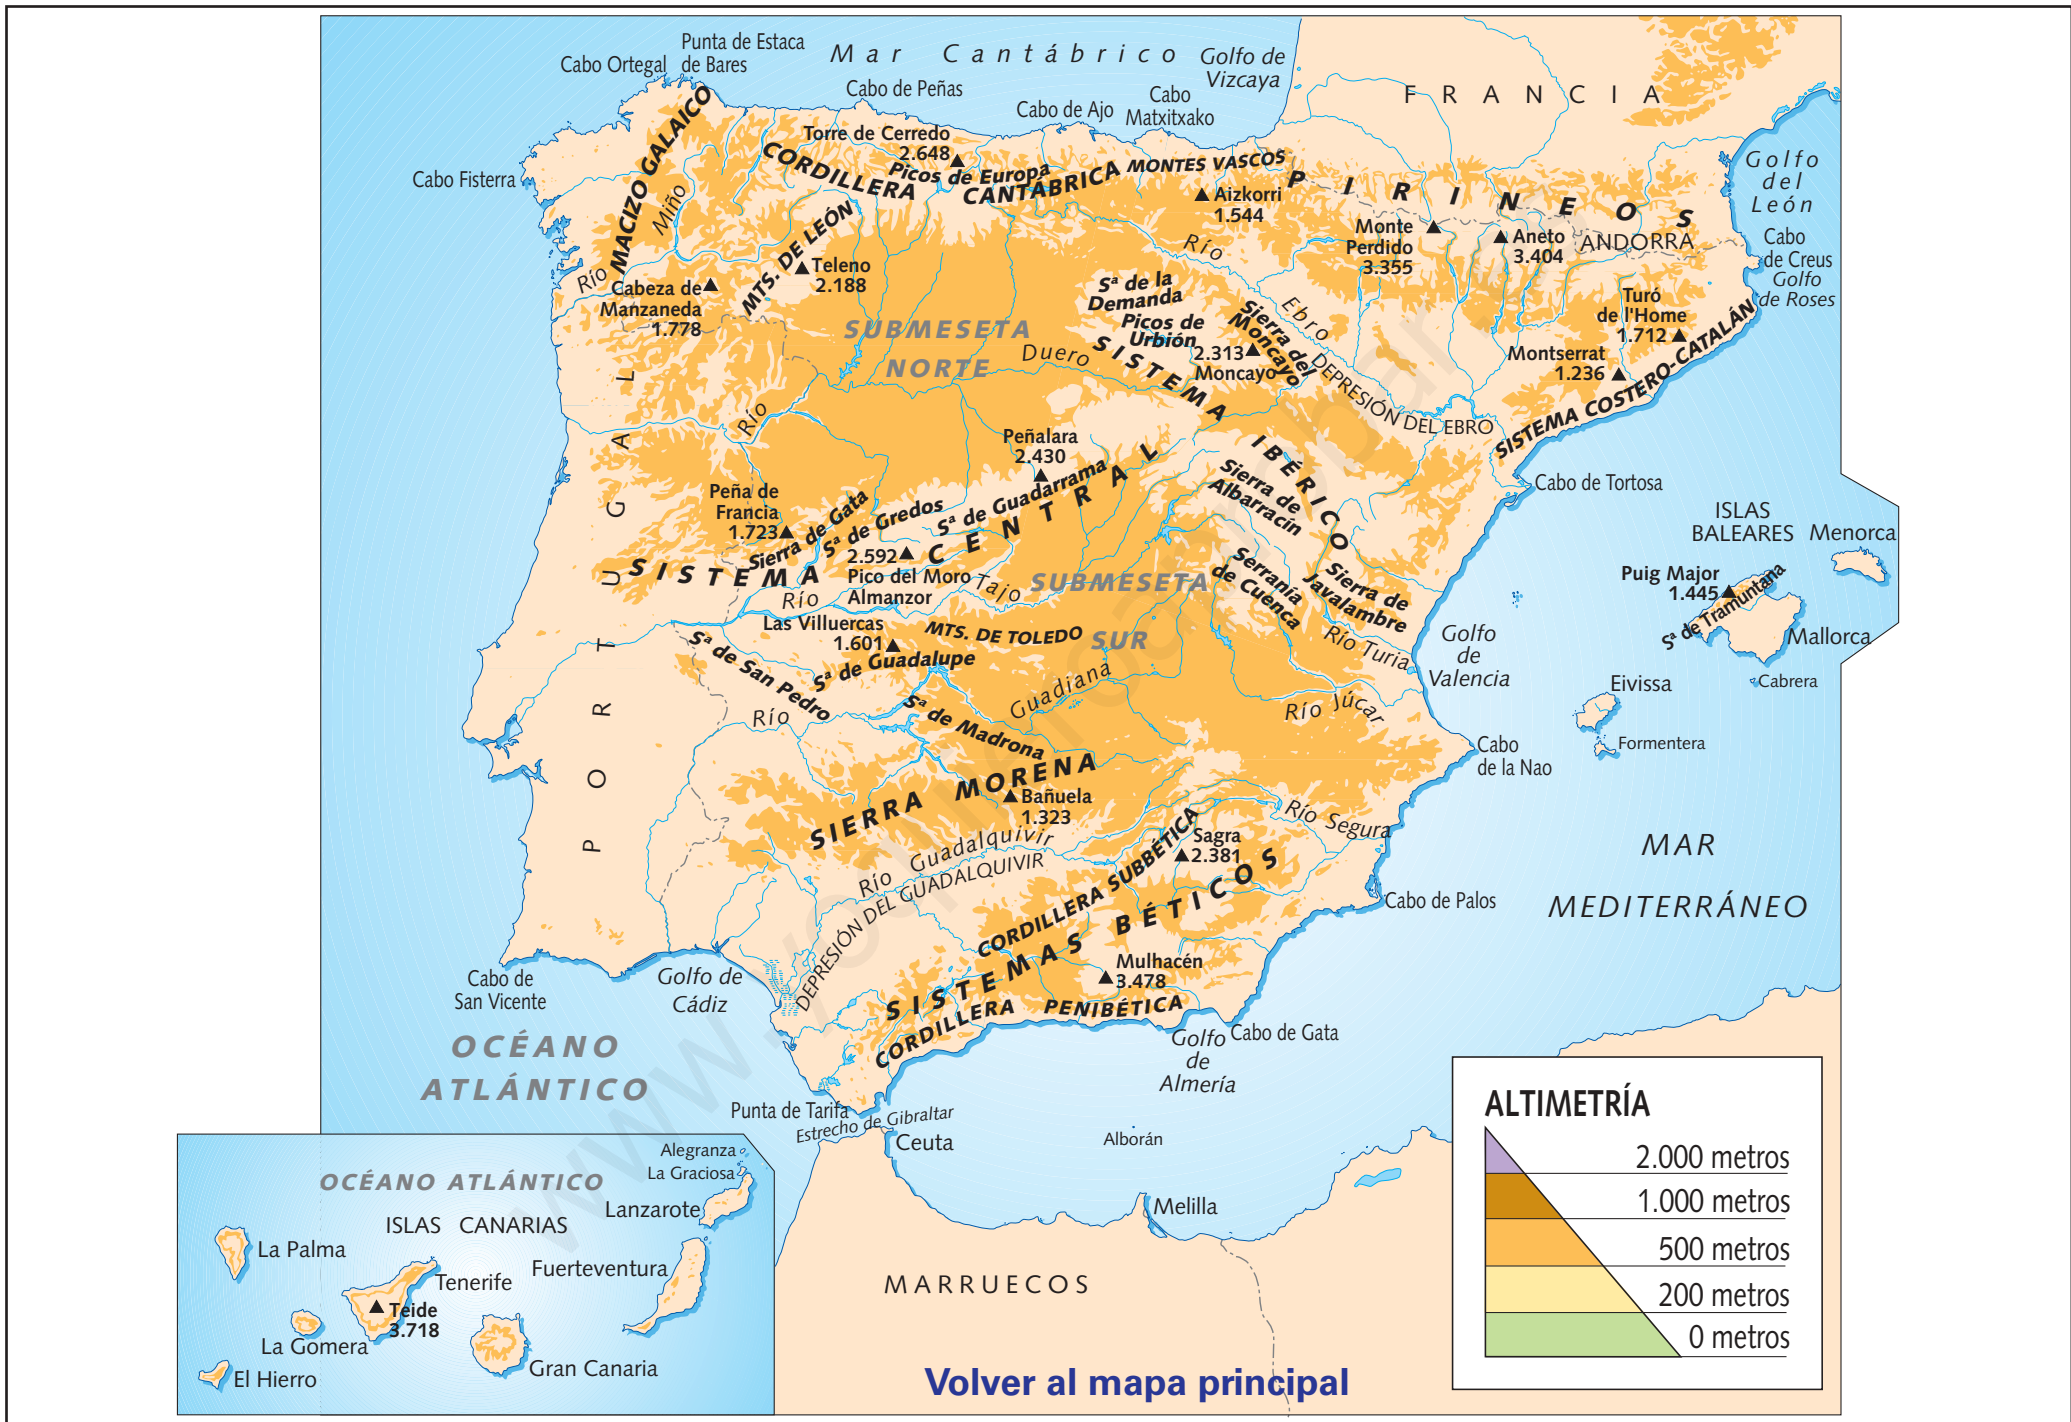 Mar Cantábrico
Golfo de
Vizcaya
Punta de Estaca
de Bares
Cabo Ortegal
Cabo de Peñas
Cabo de Ajo
Cabo
Matxitxako
FRANCIA
Cabo Fisterra
MACIZO GALAICO
Río Miño
Torre de Cerredo
2.648
Picos de Europa
CORDILLERA CANTÁBRICA
MONTES VASCOS
Aizkorri
1.544
PIRINEOS
Monte
Perdido
3.355
Aneto
3.404
ANDORRA
Golfo
del
León
Cabo
de Creus
Golfo
de Roses
MTS. DE LEÓN
Teleno
2.188
Cabeza de
Manzaneda
1.778
SUBMESETA
NORTE
Río Duero
Sª de la
Demanda
Picos de
Urbión
2.313
Moncayo
Sierra del
Moncayo
Río Ebro
DEPRESIÓN DEL EBRO
Turó
de l'Home
1.712
Montserrat
1.236
SISTEMA COSTERO-CATALÁN
SISTEMA IBÉRICO
Cabo de Tortosa
Peñalara
2.430
Sª de Guadarrama
Peña de
Francia
1.723
Sierra de Gata
Sª de Gredos
2.592
Pico del Moro
Almanzor
SISTEMA CENTRAL
Sierra de
Albarracín
Serranía
de Cuenca
Sierra de
Javalambre
Río Tajo
SUBMESETA
SUR
Las Villuercas
1.601
MTS. DE TOLEDO
Sª de Guadalupe
Sª de San Pedro
Río Guadiana
Sª de Madrona
Río Turia
Río Júcar
Golfo
de
Valencia
ISLAS
BALEARES
Menorca
Puig Major
1.445
Sª de Tramuntana
Mallorca
Cabrera
Eivissa
Formentera
Cabo
de la Nao
PORTUGAL
SIERRA MORENA
Bañuela
1.323
Río Guadalquivir
DEPRESIÓN DEL GUADALQUIVIR
Río Segura
Sagra
2.381
CORDILLERA SUBBÉTICA
SISTEMAS BÉTICOS
CORDILLERA PENIBÉTICA
Mulhacén
3.478
Cabo de Palos
MAR
MEDITERRÁNEO
Cabo de
San Vicente
Golfo de
Cádiz
OCÉANO
ATLÁNTICO
Golfo
de
Almería
Cabo de Gata
Punta de Tarifa
Estrecho de Gibraltar
Ceuta
Alborán
Melilla
MARRUECOS
OCÉANO ATLÁNTICO
ISLAS CANARIAS
Alegranza
La Graciosa
Lanzarote
Fuerteventura
La Palma
Tenerife
Teide
3.718
La Gomera
El Hierro
Gran Canaria
ALTIMETRÍA
2.000 metros
1.000 metros
500 metros
200 metros
0 metros
Volver al mapa principal